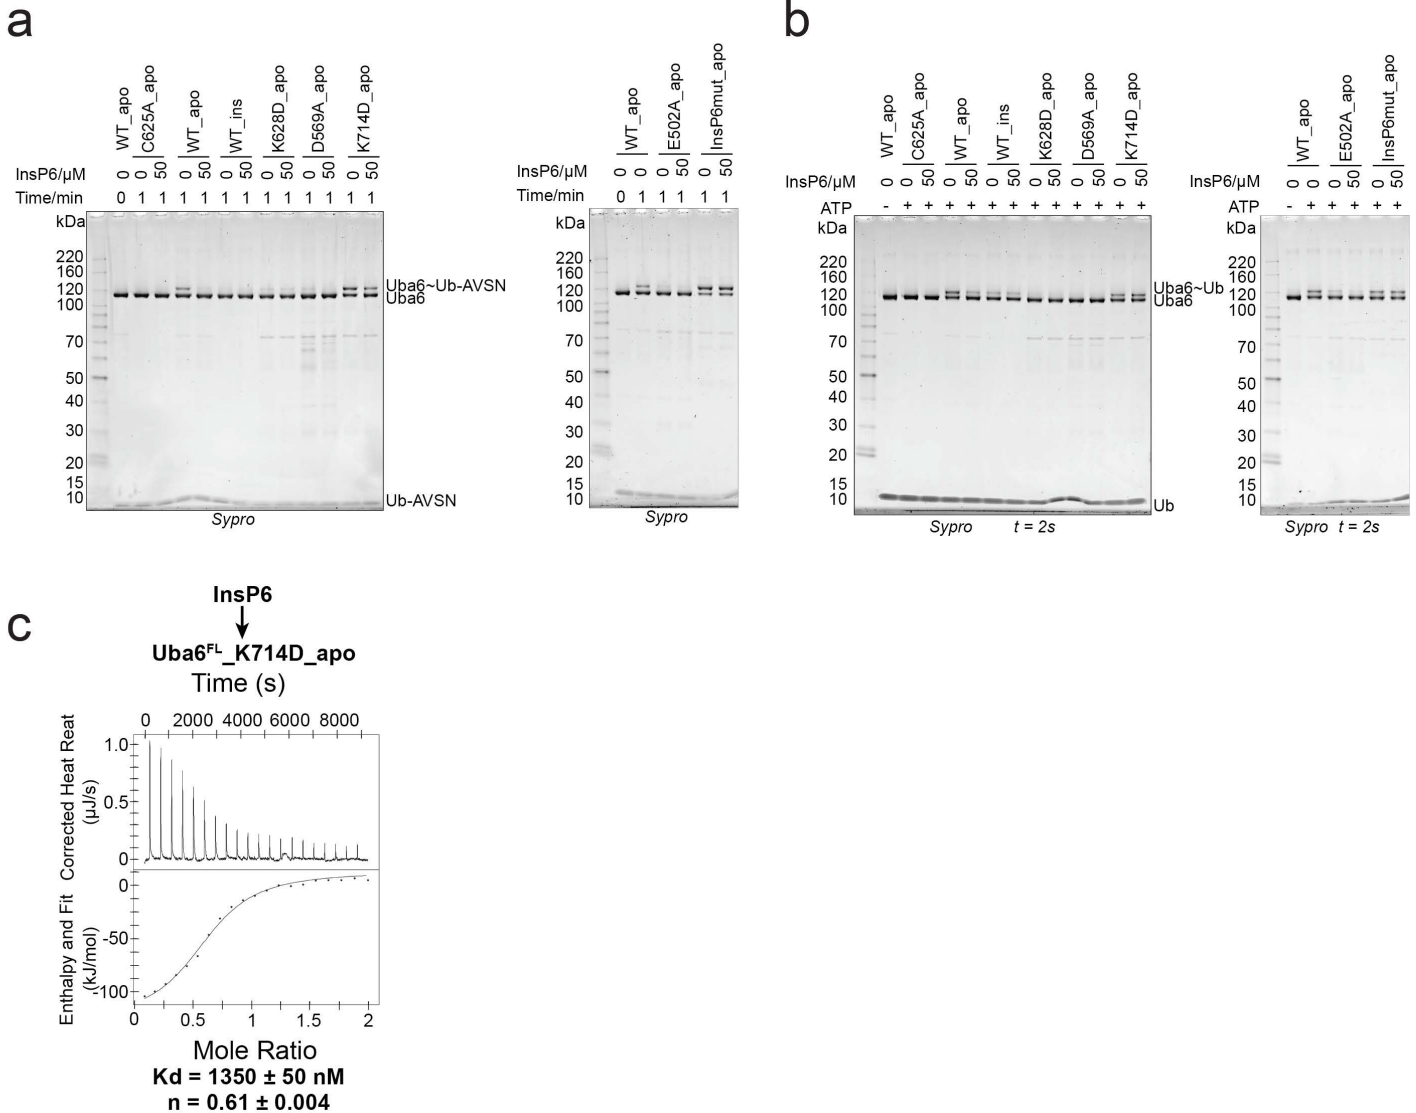 a
WT_apo
C625A_apo
WT_apo
WT_ins
K628D_apo
D569A_apo
K714D_apo
InsP6/µM 0 0 50 0 50 0 50 0 50 0 50 0 50
Time/min 0 1 1 1 1 1 1 1 1 1 1 1 1
kDa
220
160
120
100
70
50
40
30
20
15
10
Uba6~Ub-AVSN
Uba6
Ub-AVSN
Sypro
WT_apo
E502A_apo
InsP6mut_apo
InsP6/µM 0 0 0 50 0 50
Time/min 0 1 1 1 1 1
kDa
220
160
120
100
70
50
40
30
20
15
10
Sypro
b
WT_apo
C625A_apo
WT_apo
WT_ins
K628D_apo
D569A_apo
K714D_apo
InsP6/µM 0 0 50 0 50 0 50 0 50 0 50 0 50
ATP - + + + + + + + + + + + +
kDa
220
160
120
100
70
50
40
30
20
15
10
Uba6~Ub
Uba6
Ub
Sypro t = 2s
WT_apo
E502A_apo
InsP6mut_apo
InsP6/µM 0 0 0 50 0 50
ATP - + + + + +
kDa
220
160
120
100
70
50
40
30
20
15
10
Sypro t = 2s
c
InsP6
Uba6FL_K714D_apo
Time (s)
0 2000 4000 6000 8000
Corrected Heat Reat
(µJ/s)
1.0
0.5
0
Enthalpy and Fit
(kJ/mol)
0
-50
-100
0 0.5 1 1.5 2
Mole Ratio
Kd = 1350 ± 50 nM
n = 0.61 ± 0.004